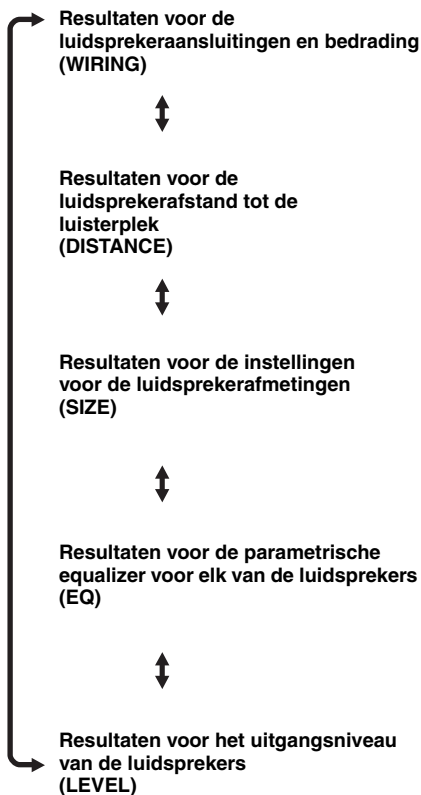 Resultaten voor de
luidsprekeraansluitingen en bedrading
(WIRING)
Resultaten voor de
luidsprekerafstand tot de
luisterplek
(DISTANCE)
Resultaten voor de instellingen
voor de luidsprekerafmetingen
(SIZE)
Resultaten voor de parametrische
equalizer voor elk van de luidsprekers
(EQ)
Resultaten voor het uitgangsniveau
van de luidsprekers
(LEVEL)